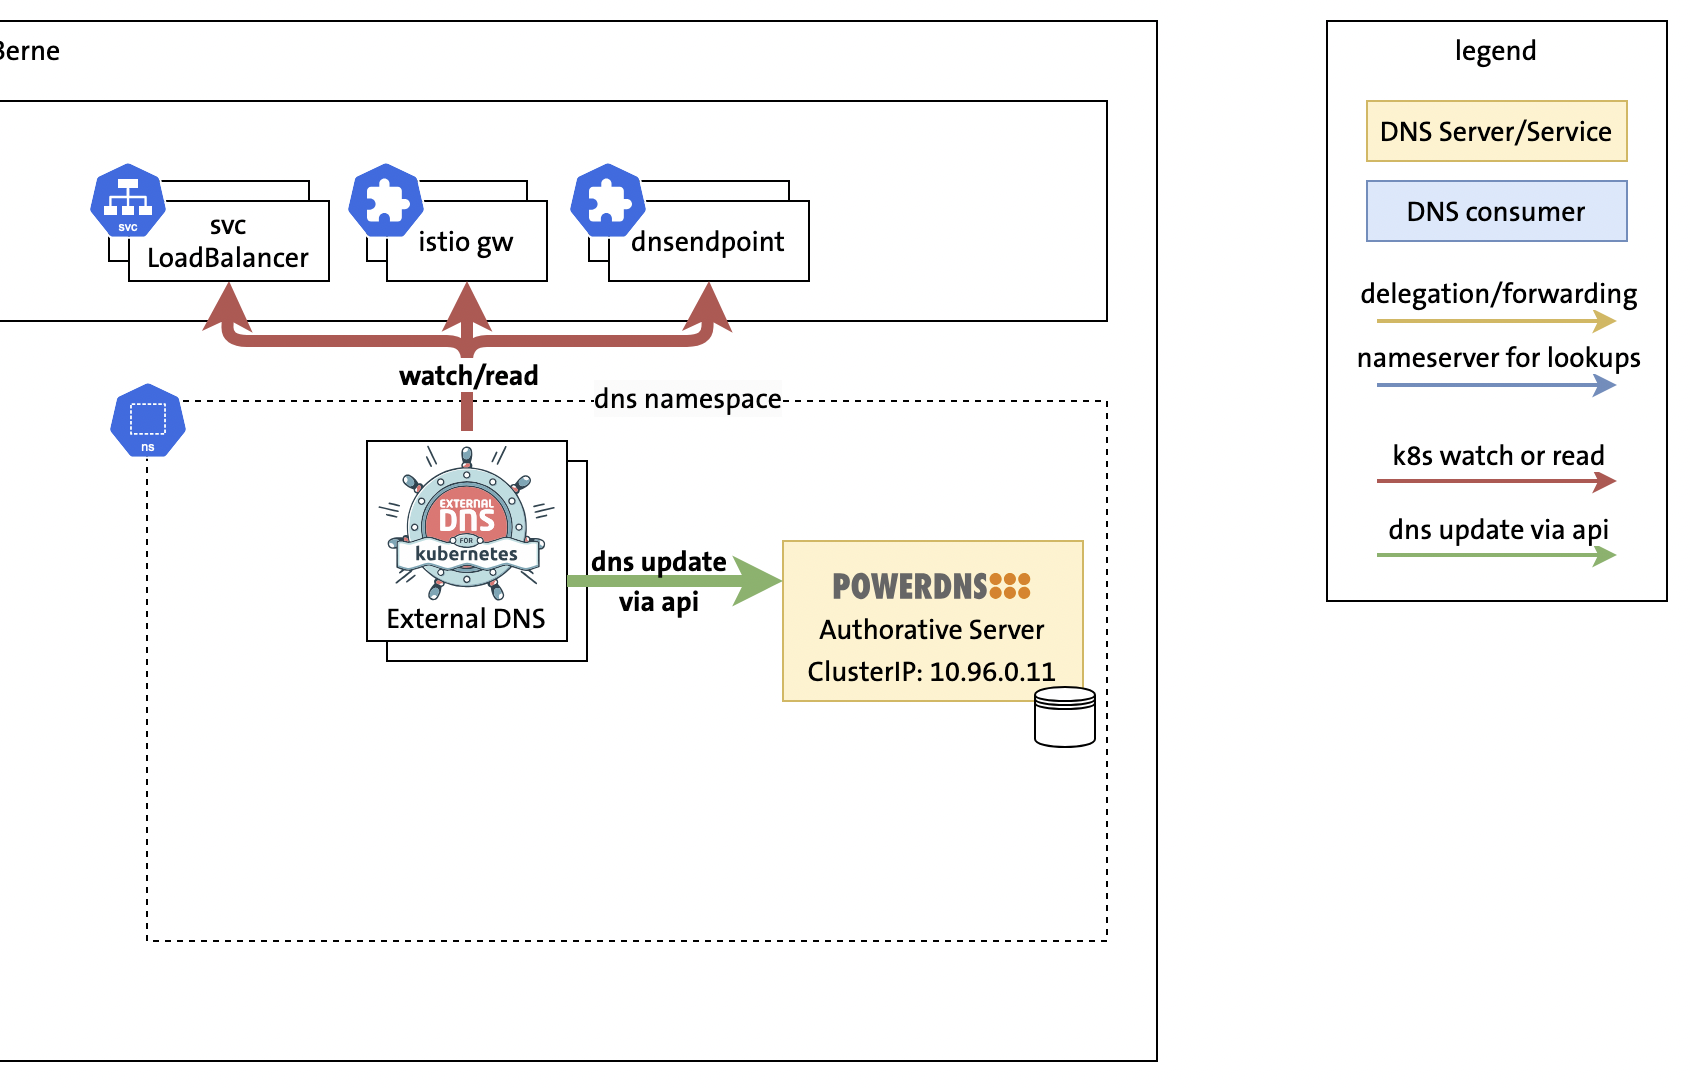 Berne
svc
svc
LoadBalancer
istio gw
dnsendpoint
watch/read
dns namespace
ns
EXTERNAL
DNS
FOR
kubernetes
External DNS
dns update
via api
POWERDNS
Authorative Server
ClusterIP: 10.96.0.11
legend
DNS Server/Service
DNS consumer
delegation/forwarding
nameserver for lookups
k8s watch or read
dns update via api